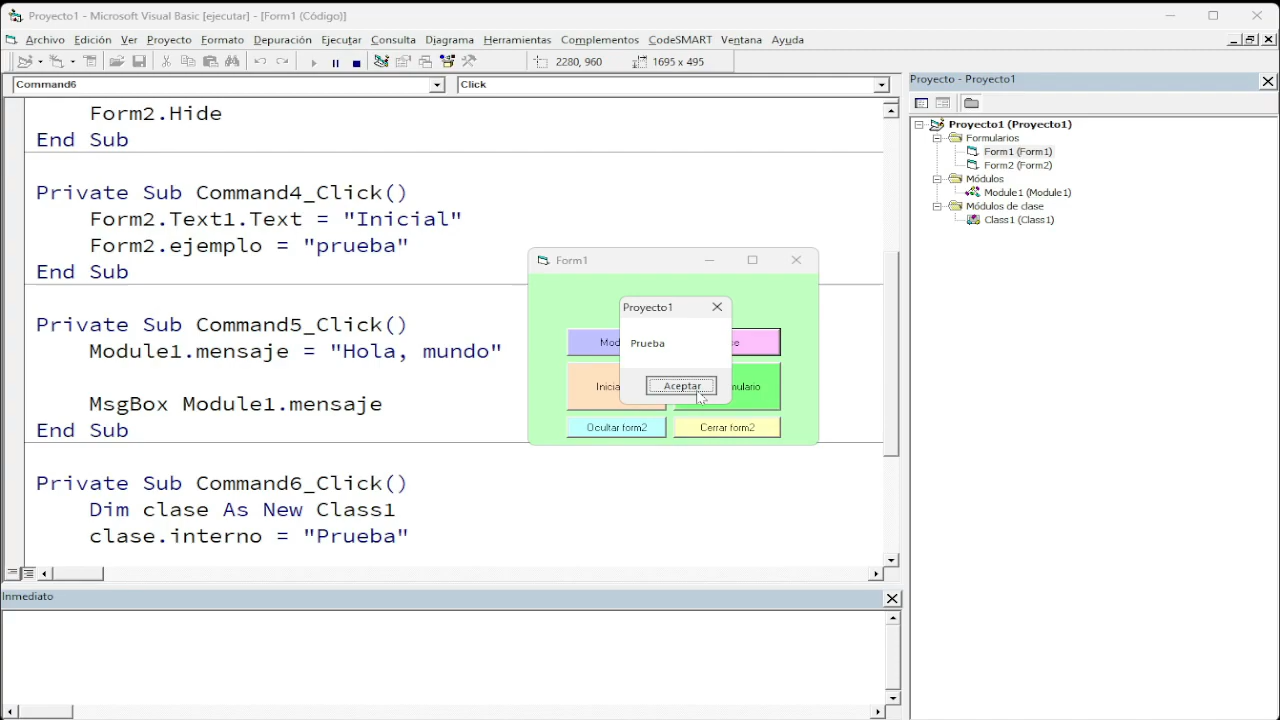 Proyecto1 - Microsoft Visual Basic [ejecutar] - [Form1 (Código)]
Archivo Edición Ver Proyecto Formato Depuración Ejecutar Consulta Diagrama Herramientas Complementos CodeSMART Ventana Ayuda
2280, 960 1695 x 495
Command6 Click
Form2.Hide
End Sub
Private Sub Command4_Click()
Form2.Text1.Text = "Inicial"
Form2.ejemplo = "prueba"
End Sub
Private Sub Command5_Click()
Module1.mensaje = "Hola, mundo"
MsgBox Module1.mensaje
End Sub
Private Sub Command6_Click()
Dim clase As New Class1
clase.interno = "Prueba"
Form1
Proyecto1
Prueba
Aceptar
Ocultar form2
Cerrar form2
Inmediato
Proyecto - Proyecto1
Proyecto1 (Proyecto1)
Formularios
Form1 (Form1)
Form2 (Form2)
Módulos
Module1 (Module1)
Módulos de clase
Class1 (Class1)